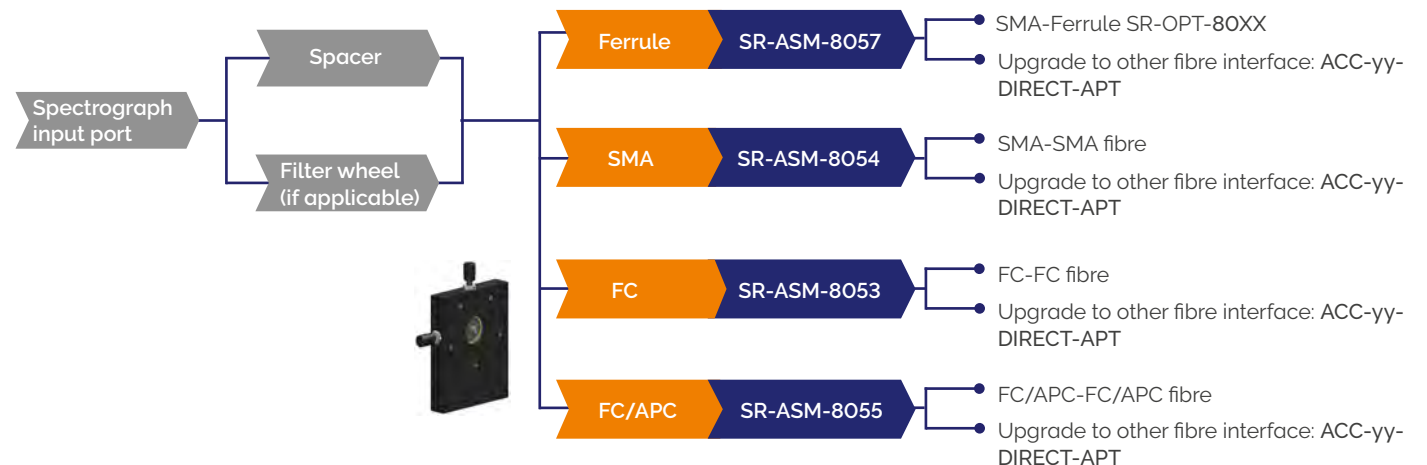 Spectrograph
input port
Spacer
Filter wheel
(if applicable)
Ferrule
SR-ASM-8057
SMA-Ferrule SR-OPT-80XX
Upgrade to other fibre interface: ACC-yy-
DIRECT-APT
SMA
SR-ASM-8054
SMA-SMA fibre
Upgrade to other fibre interface: ACC-yy-
DIRECT-APT
FC
SR-ASM-8053
FC-FC fibre
Upgrade to other fibre interface: ACC-yy-
DIRECT-APT
FC/APC
SR-ASM-8055
FC/APC-FC/APC fibre
Upgrade to other fibre interface: ACC-yy-
DIRECT-APT